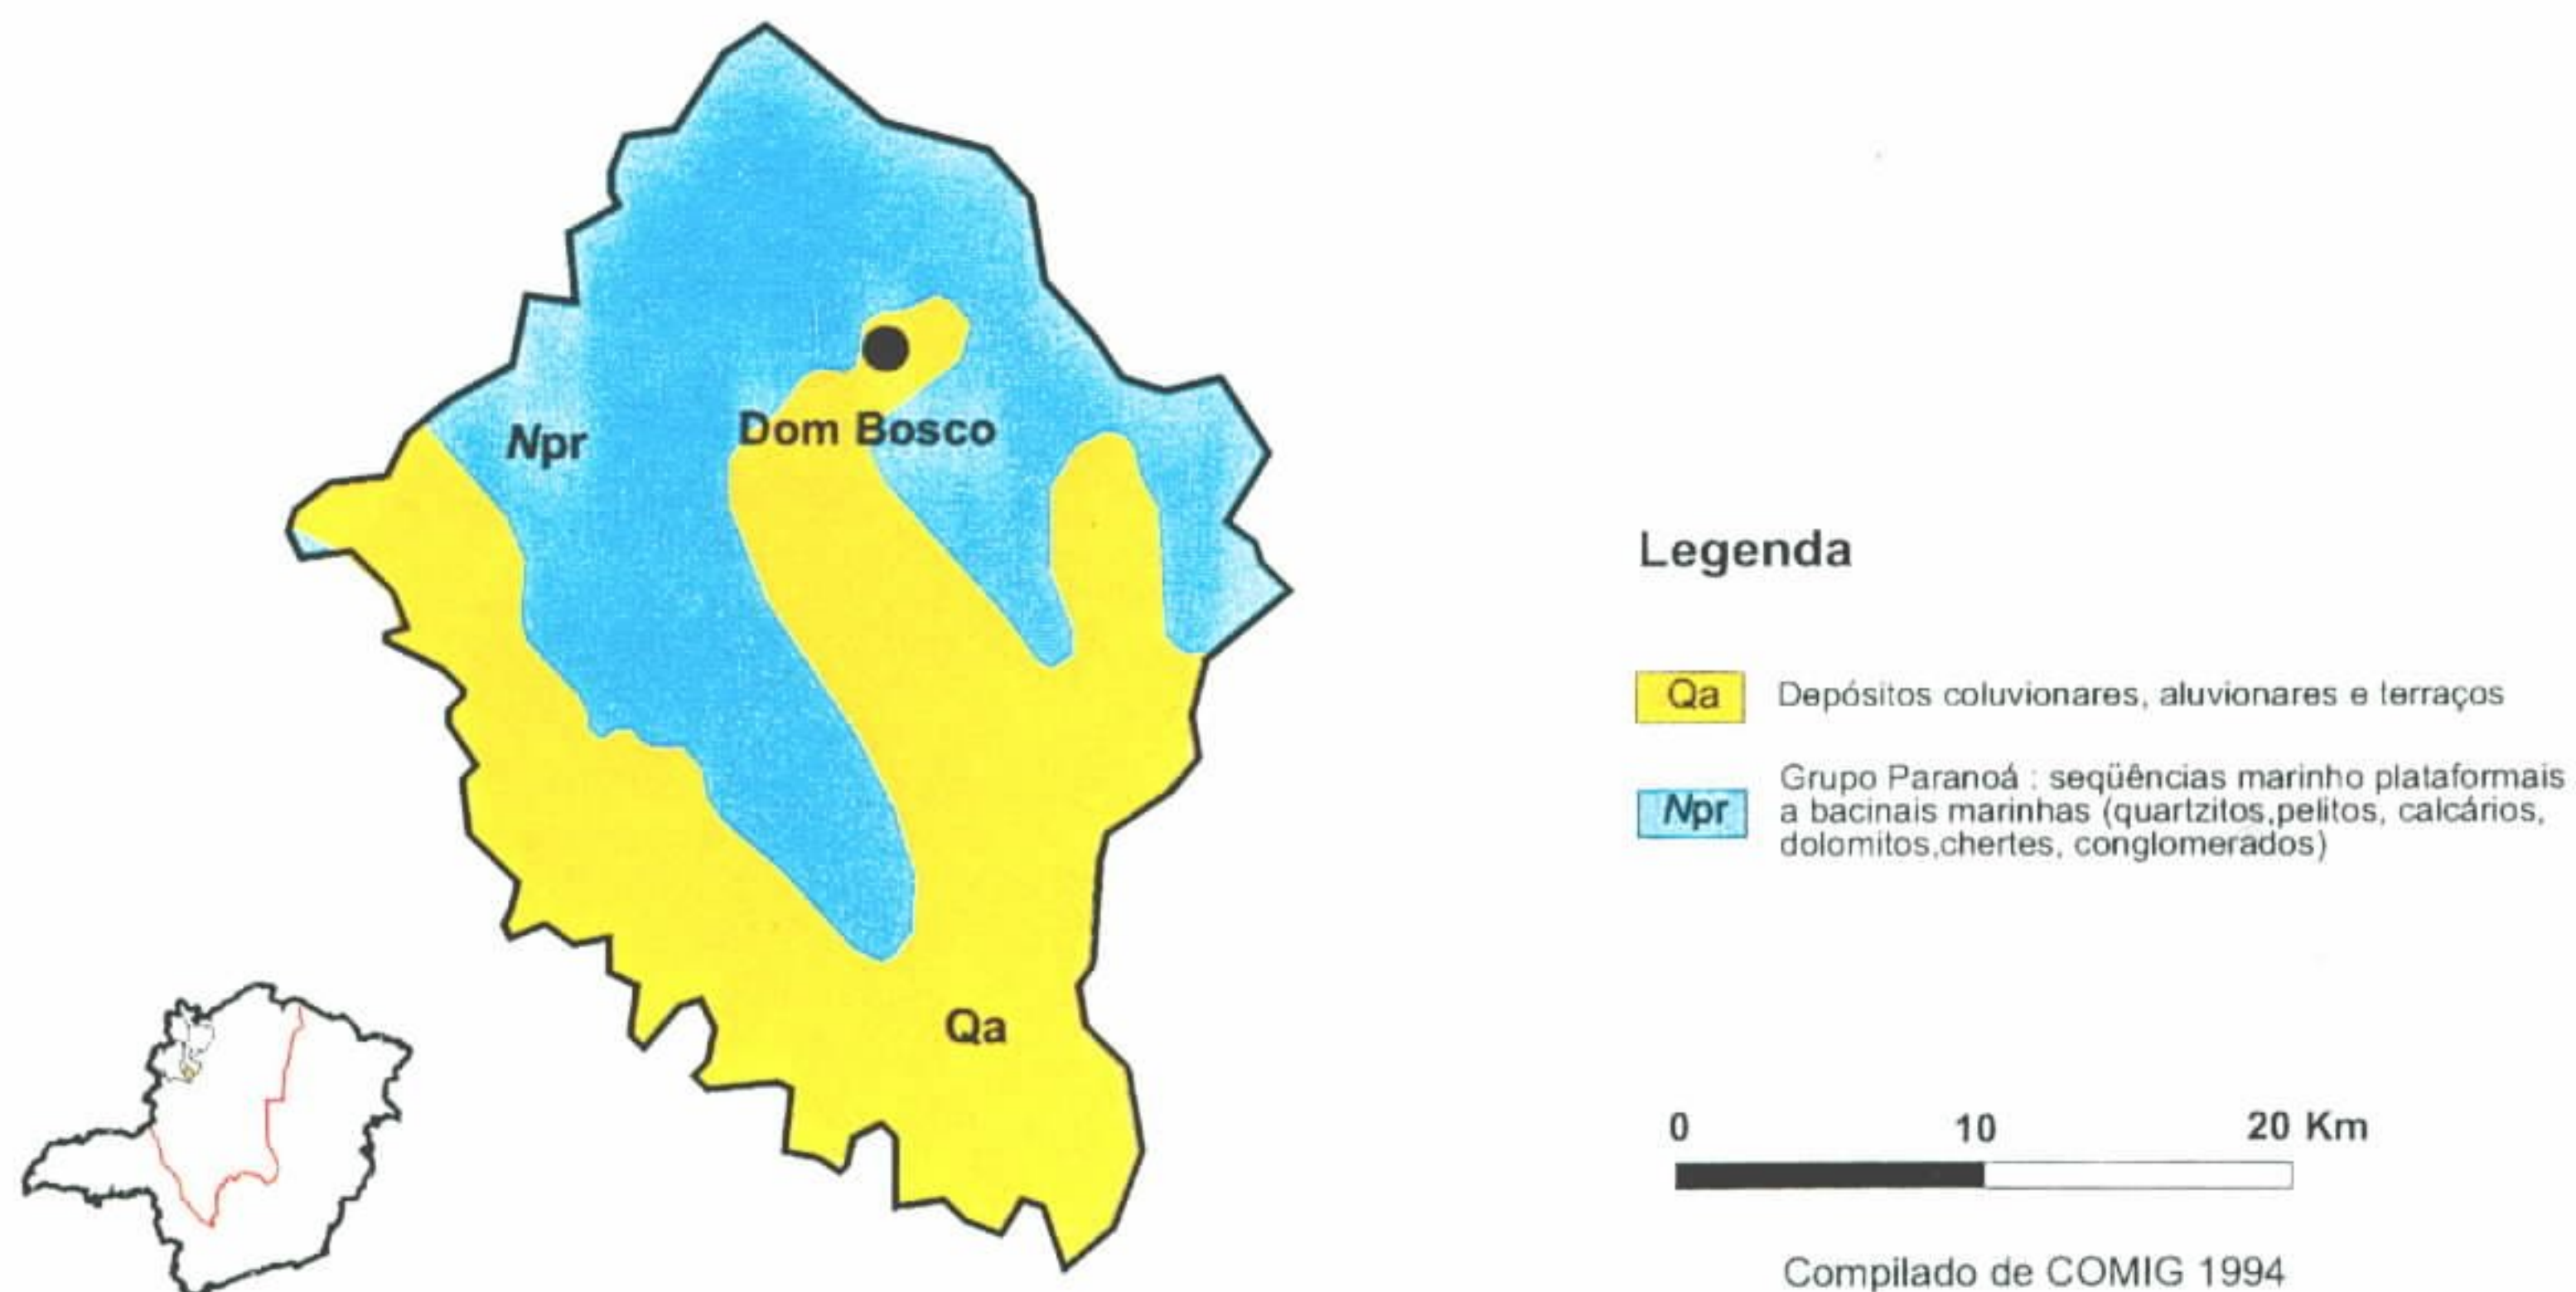 Npr
Dom Bosco
Qa
Legenda
Qa Depósitos coluvionares, aluvionares e terraços
Npr
Grupo Paranoá : seqüências marinho plataformais
a bacinais marinhas (quartzitos,pelitos, calcários,
dolomitos,chertes, conglomerados)
0 10 20 Km
Compilado de COMIG 1994